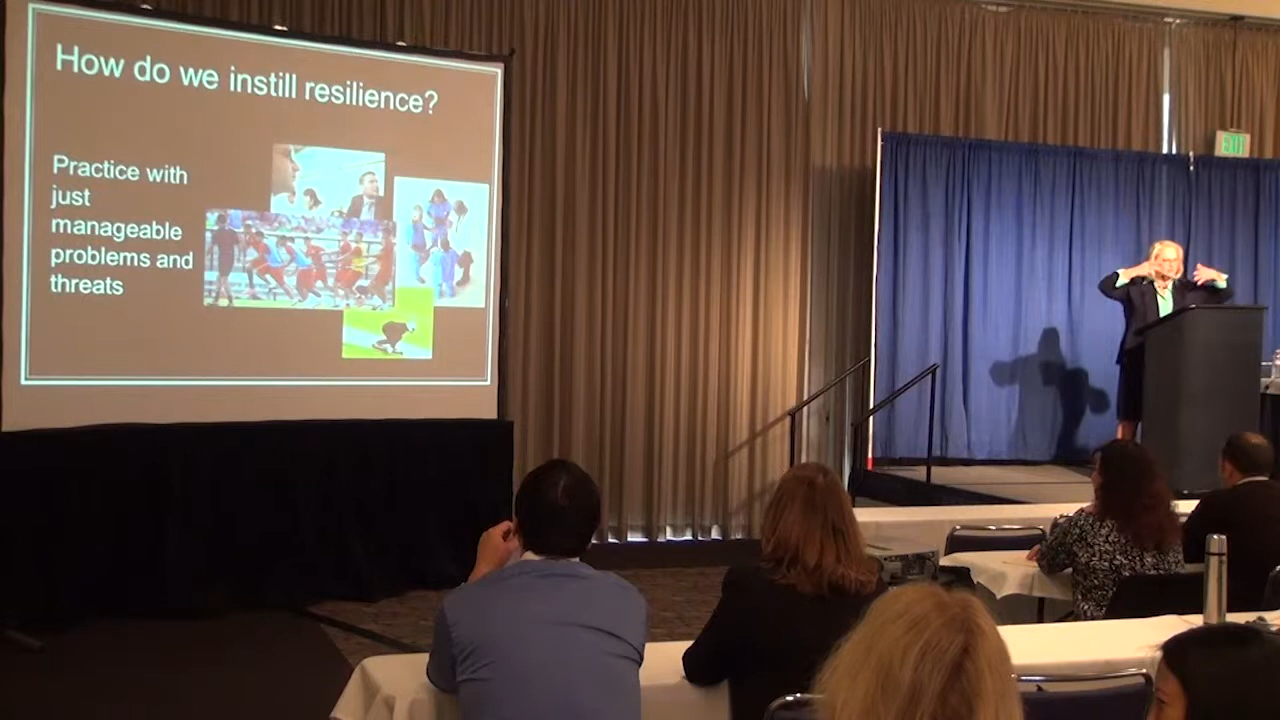 How do we instill resilience?
Practice with
just
manageable
problems and
threats
EXIT